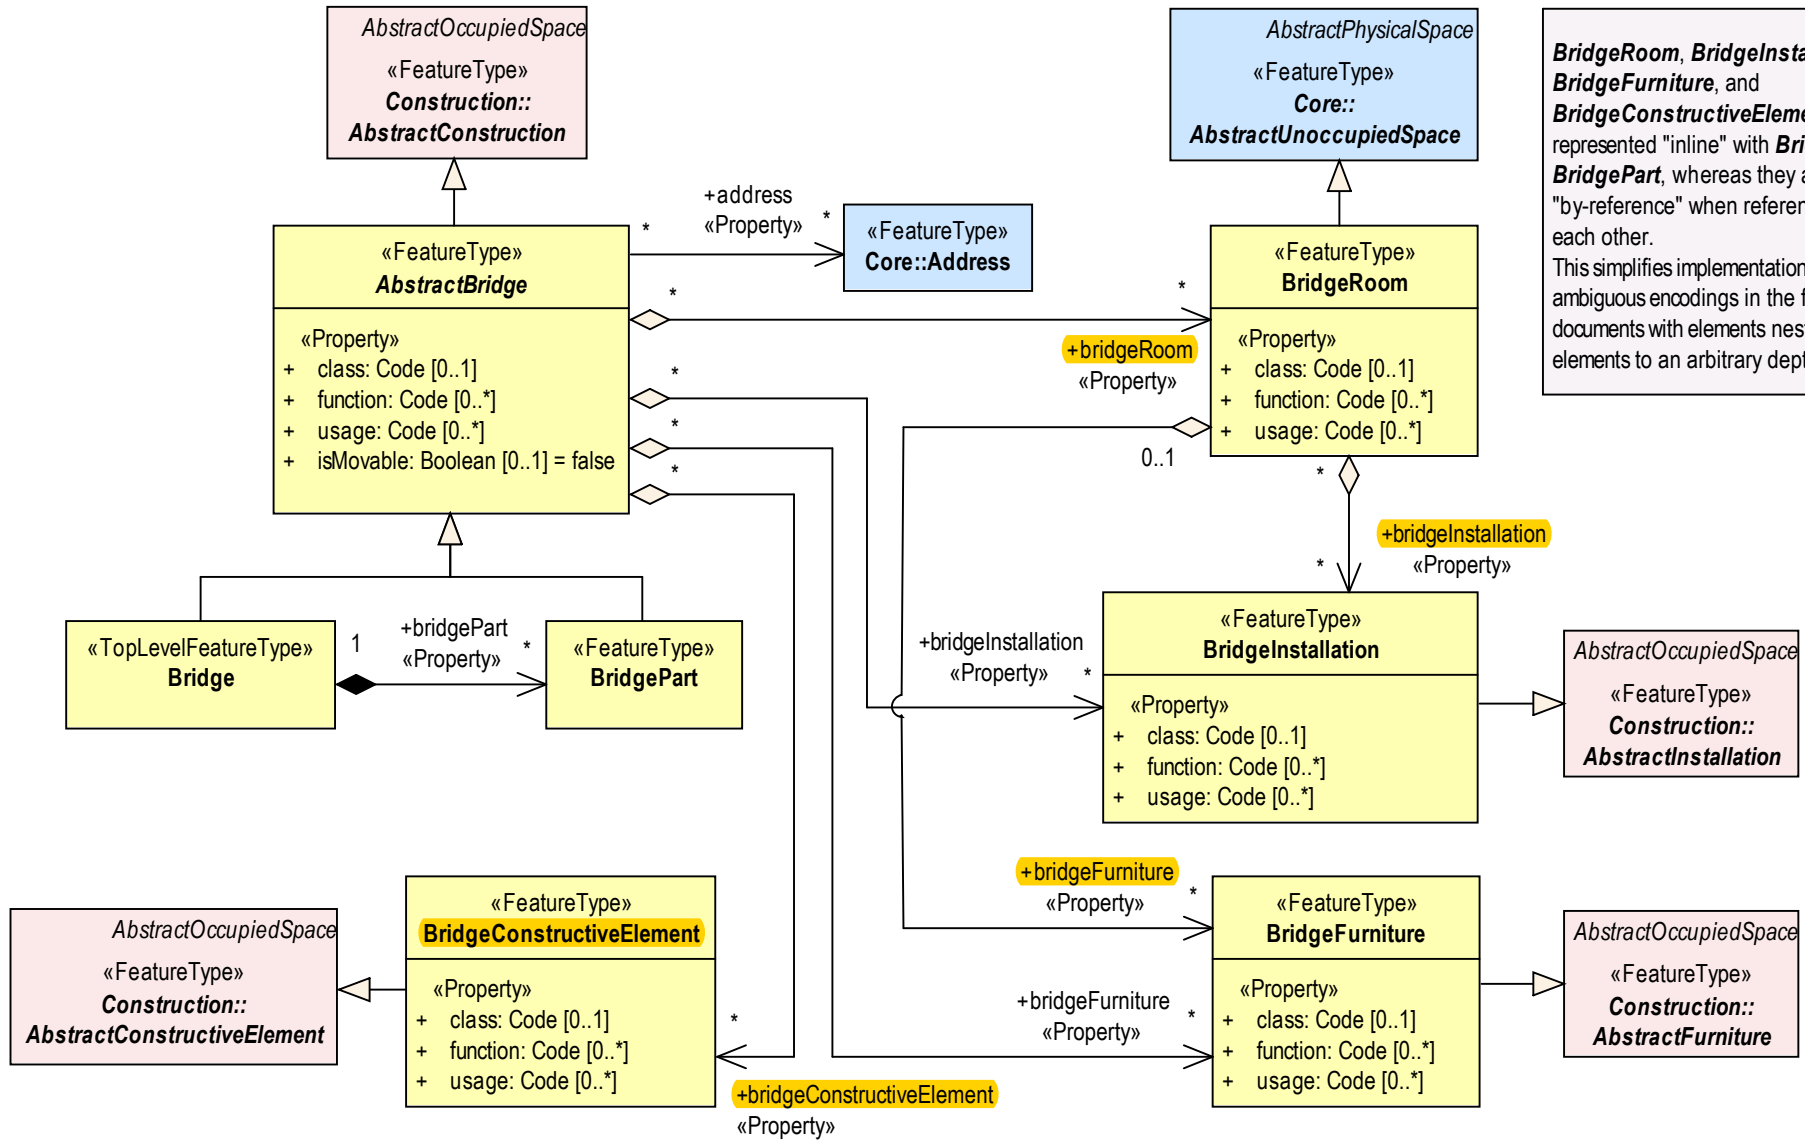 AbstractOccupiedSpace
«FeatureType»
Construction::
AbstractConstruction
AbstractPhysicalSpace
«FeatureType»
Core::
AbstractUnoccupiedSpace
BridgeRoom,
BridgeFurniture, and
represented "inline" with
BridgePart, whereas they
"by-reference" when
each other.
This simplifies implementation
ambiguous encodings in the
documents with elements
elements to an arbitrary
+address
«Property»
*
*
«FeatureType»
Core::Address
«FeatureType»
AbstractBridge
«Property»
+ class: Code [0..1]
+ function: Code [0..*]
+ usage: Code [0..*]
+ isMovable: Boolean [0..1] = false
*
*
*
*
*
+bridgeRoom
«Property»
«FeatureType»
BridgeRoom
«Property»
+ class: Code [0..1]
+ function: Code [0..*]
+ usage: Code [0..*]
0..1
*
+bridgeInstallation
«Property»
*
«TopLevelFeatureType»
Bridge
1
+bridgePart
«Property»
*
«FeatureType»
BridgePart
+bridgeInstallation
«Property»
*
«FeatureType»
BridgeInstallation
«Property»
+ class: Code [0..1]
+ function: Code [0..*]
+ usage: Code [0..*]
AbstractOccupiedSpace
«FeatureType»
Construction::
AbstractInstallation
AbstractOccupiedSpace
«FeatureType»
Construction::
AbstractConstructiveElement
«FeatureType»
BridgeConstructiveElement
«Property»
+ class: Code [0..1]
+ function: Code [0..*]
+ usage: Code [0..*]
*
+bridgeConstructiveElement
«Property»
+bridgeFurniture
«Property»
*
+bridgeFurniture
«Property»
*
«FeatureType»
BridgeFurniture
«Property»
+ class: Code [0..1]
+ function: Code [0..*]
+ usage: Code [0..*]
AbstractOccupiedSpace
«FeatureType»
Construction::
AbstractFurniture